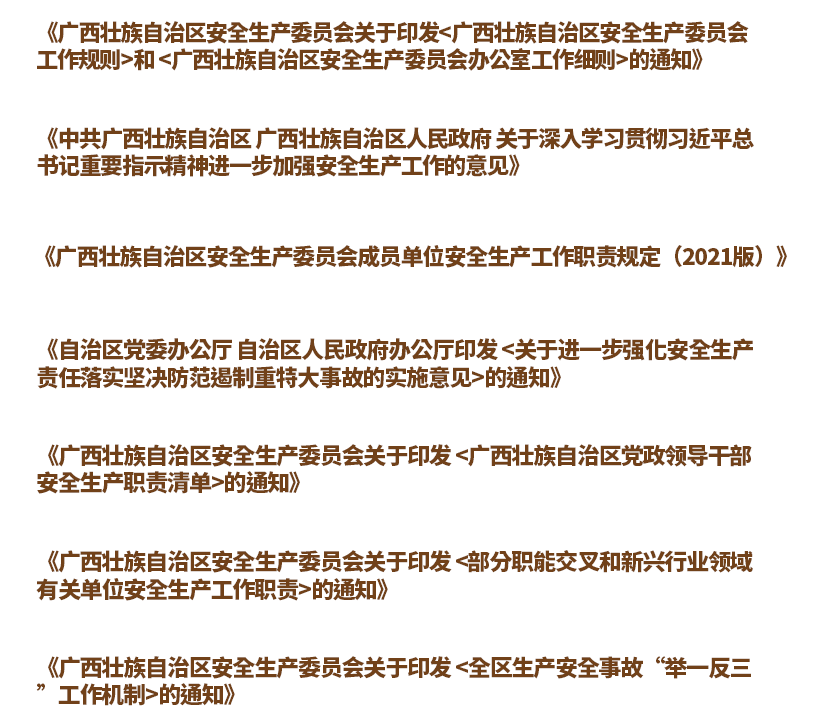 《广西壮族自治区安全生产委员会关于印发<广西壮族自治区安全生产委员会
工作规则>和 <广西壮族自治区安全生产委员会办公室工作细则>的通知》
《中共广西壮族自治区 广西壮族自治区人民政府 关于深入学习贯彻习近平总
书记重要指示精神进一步加强安全生产工作的意见》
《广西壮族自治区安全生产委员会成员单位安全生产工作职责规定（2021版）》
《自治区党委办公厅 自治区人民政府办公厅印发 <关于进一步强化安全生产
责任落实坚决防范遏制重特大事故的实施意见>的通知》
《广西壮族自治区安全生产委员会关于印发 <广西壮族自治区党政领导干部
安全生产职责清单>的通知》
《广西壮族自治区安全生产委员会关于印发 <部分职能交叉和新兴行业领域
有关单位安全生产工作职责>的通知》
《广西壮族自治区安全生产委员会关于印发 <全区生产安全事故“举一反三
”工作机制>的通知》